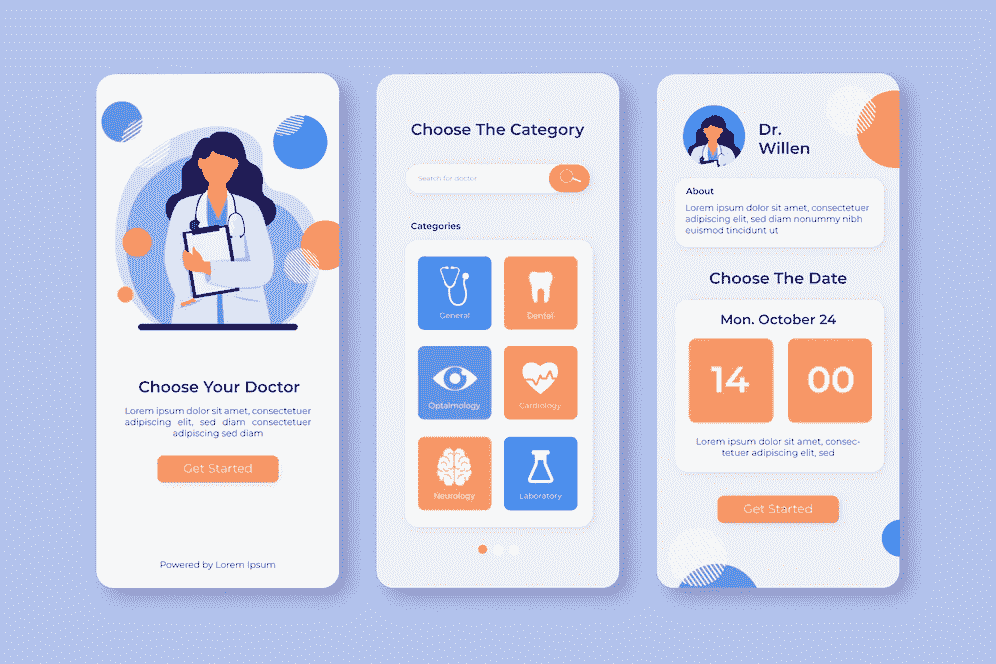 Choose Your Doctor
Lorem ipsum dolor sit amet, consectetuer
adipiscing elit, sed diam consectetuer
adipiscing sed diam
Get Started
Powered by Lorem Ipsum
Choose The Category
Search for doctor
Categories
General
Dental
Optalmology
Cardiology
Neurology
Laboratory
Dr.
Willen
About
Lorem ipsum dolor sit amet, consectetuer
adipiscing elit, sed diam nonummy nibh
euismod tincidunt ut
Choose The Date
Mon. October 24
14 00
Lorem ipsum dolor sit amet, consec-
tetuer adipiscing elit, sed
Get Started